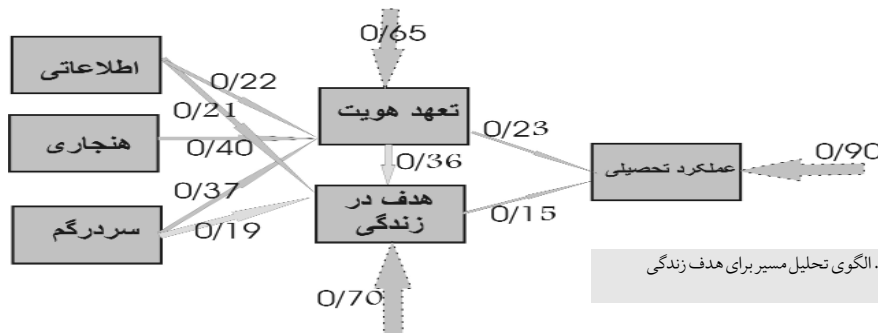 0/65
اطلاعاتی
0/22
تعهد هویت
0/21
0/23
هنجاری
0/40
0/36
عملکرد تحصیلی
0/90
0/37
هدف در
زندگی
سردرگم
0/19
0/15
. الگوی تحلیل مسیر برای هدف زندگی
0/70